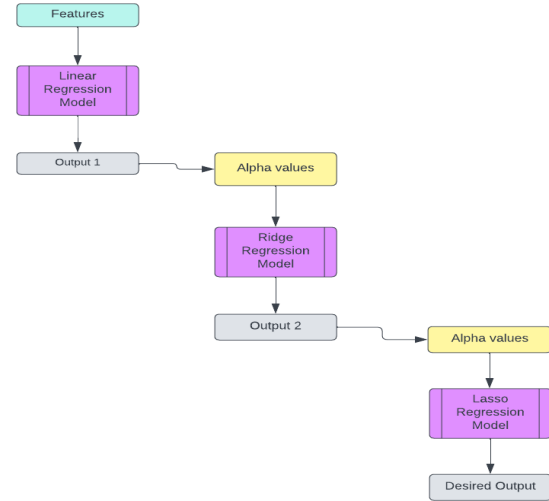 Features
Linear
Regression
Model
Output 1
Alpha values
Ridge
Regression
Model
Output 2
Alpha values
Lasso
Regression
Model
Desired Output